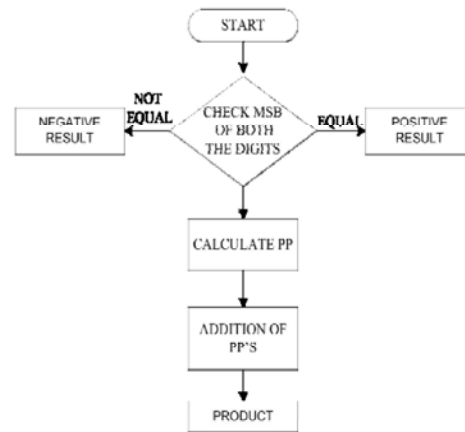 START
NOT
EQUAL
NEGATIVE
RESULT
CHECK MSB
OF BOTH
THE DIGITS
EQUAL
POSITIVE
RESULT
CALCULATE PP
ADDITION OF
PP'S
PRODUCT